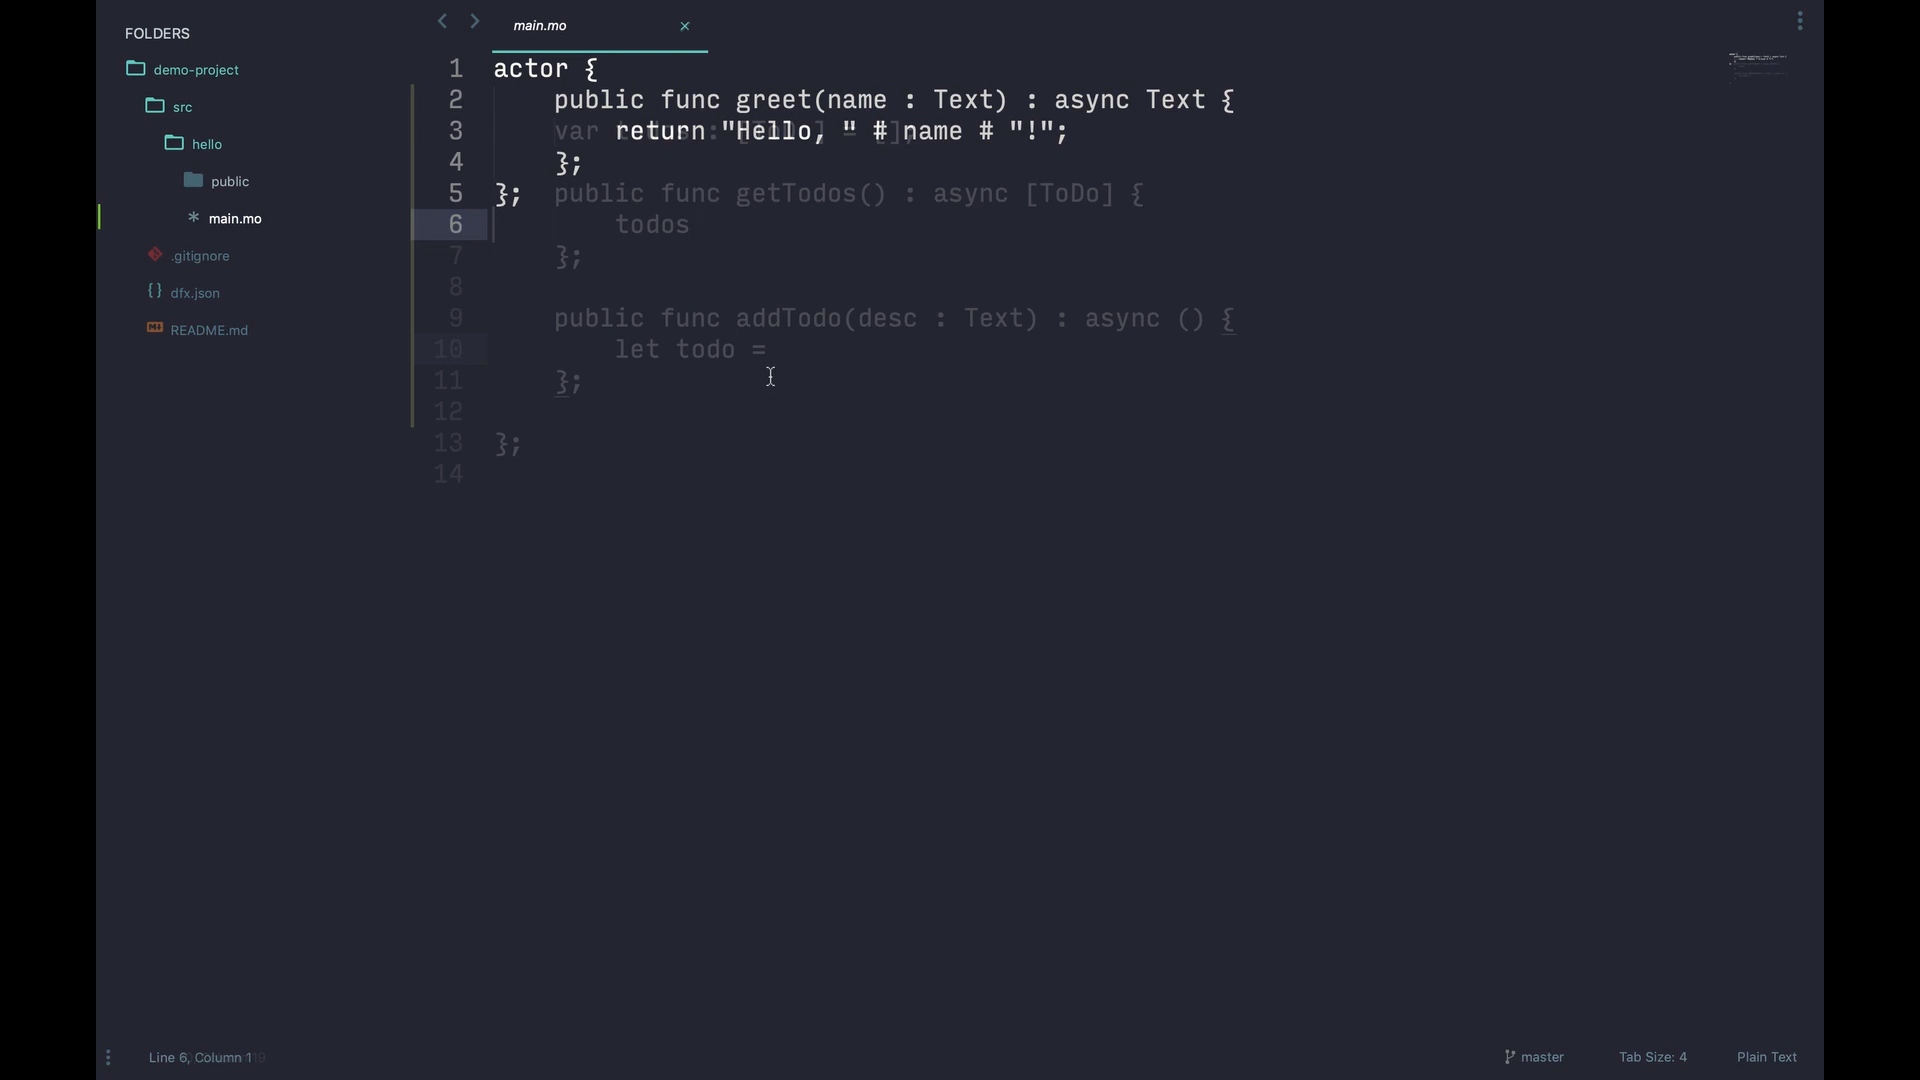 FOLDERS
demo-project
src
hello
public
main.mo
.gitignore
dfx.json
README.md
main.mo
1 actor {
2 public func greet(name : Text) : async Text {
3 return "Hello, " # name # "!";
var
4 };
5 };
public func getTodos() : async [ToDo] {
6 todos
7 };
8
9 public func addTodo(desc : Text) : async () {
10 let todo =
11 };
12
13 };
14
Line 6, Column 1
master
Tab Size: 4
Plain Text